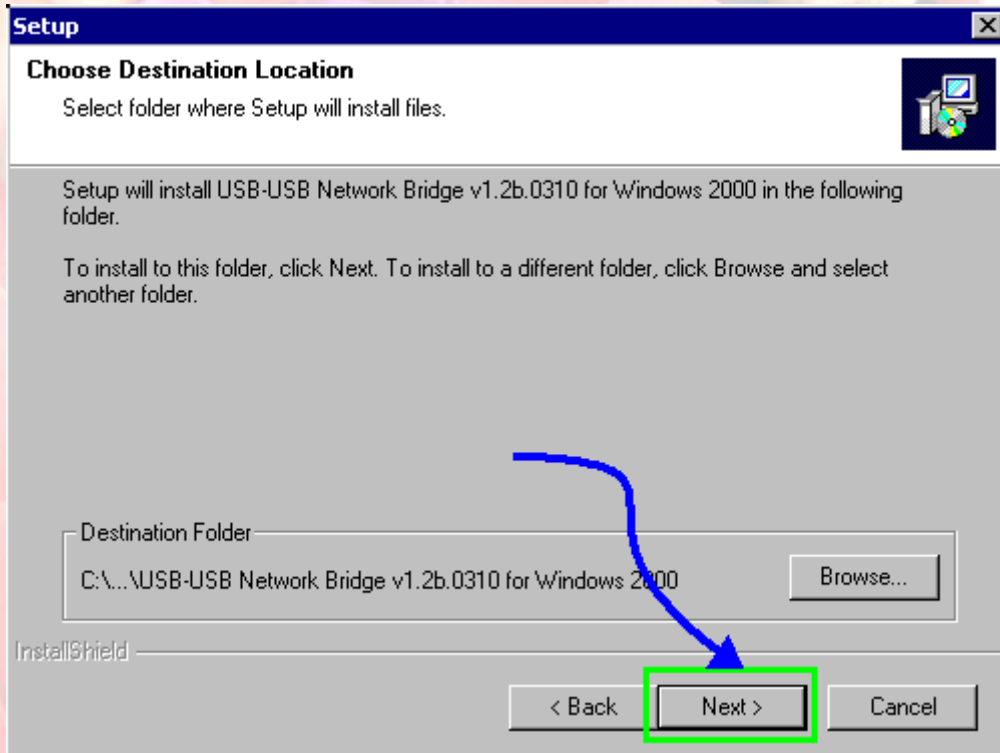 Setup
Choose Destination Location
Select folder where Setup will install files.
Setup will install USB-USB Network Bridge v1.2b.0310 for Windows 2000 in the following
folder.
To install to this folder, click Next. To install to a different folder, click Browse and select
another folder.
Destination Folder
C:\...\USB-USB Network Bridge v1.2b.0310 for Windows 2000
Browse...
InstallShield
< Back
Next >
Cancel